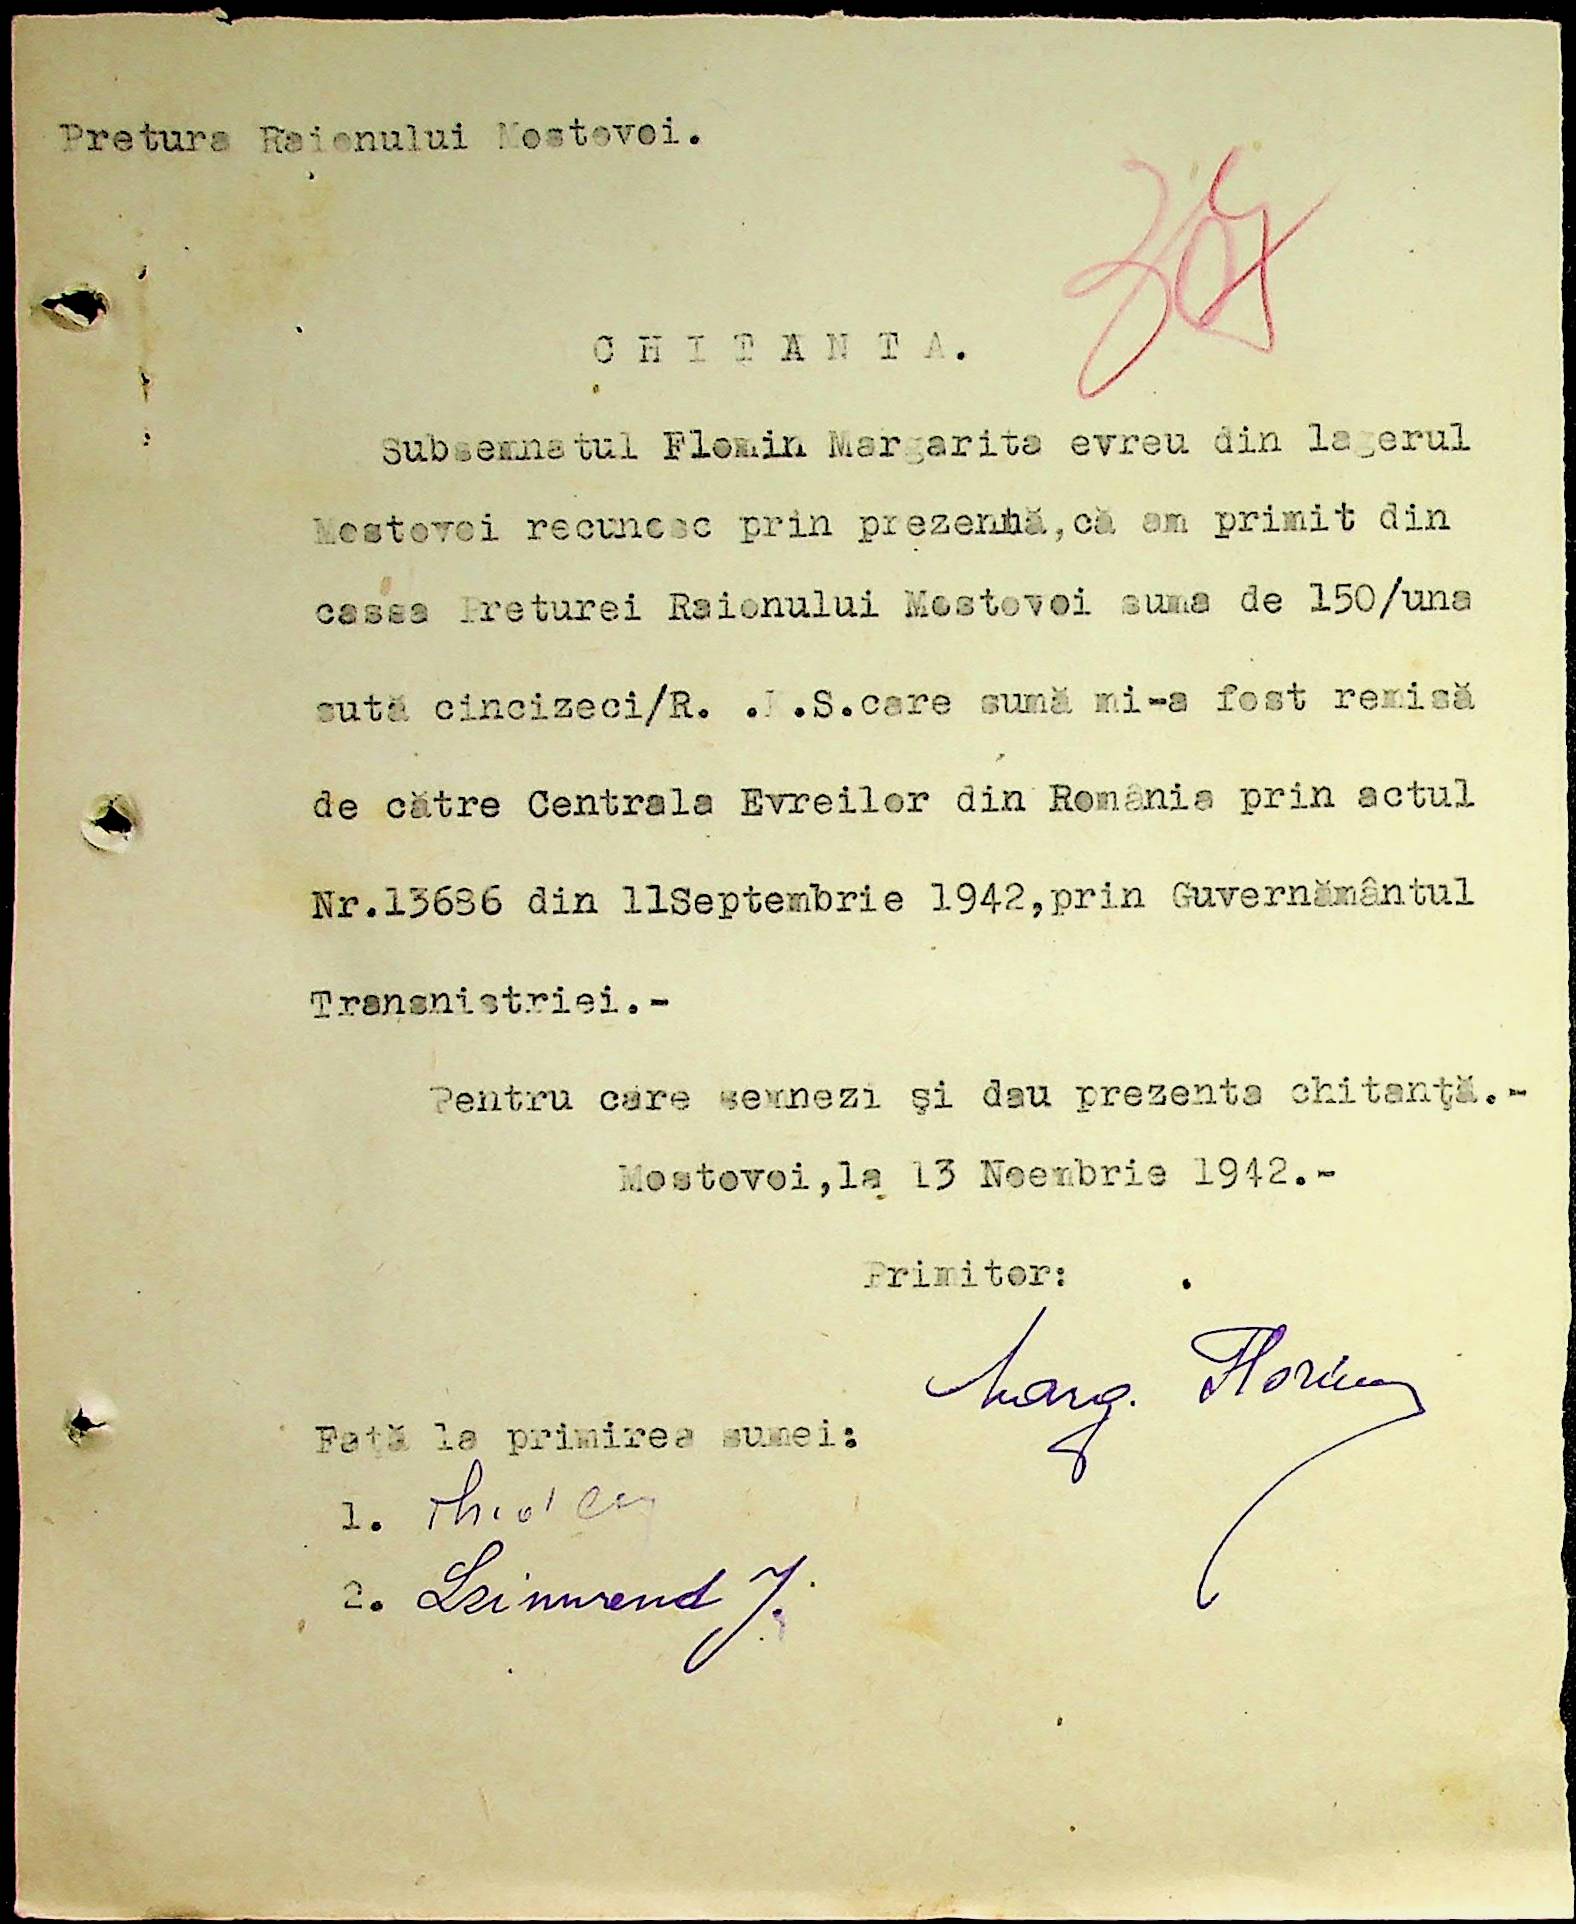 Pretura Raionului Mostovoi.
307
C H I T A N T A.
Subsemnatul Flomin Margarita evreu din lagerul
Mostovoi recunosc prin prezenta,că am primit din
cassa Preturei Raionului Mostovoi suma de 150/una
sută cincizeci/R. .K.S.care sumă mi-a fost remisă
de către Centrala Evreilor din România prin actul
Nr.13686 din 11Septembrie 1942,prin Guvernământul
Transnistriei.-
Pentru care semnezi și dau prezenta chitanţă.-
Mostovoi,la 13 Noembrie 1942.-
Primitor:
Marg. Florin
Faţă la primirea sumei:
1.
2. J.